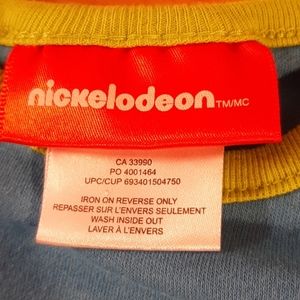 nickelodeon TM/MC
CA 33990
PO 4001464
UPC/CUP 693401504750
IRON ON REVERSE ONLY
REPASSER SUR L'ENVERS SEULEMENT
WASH INSIDE OUT
LAVER À L'ENVERS